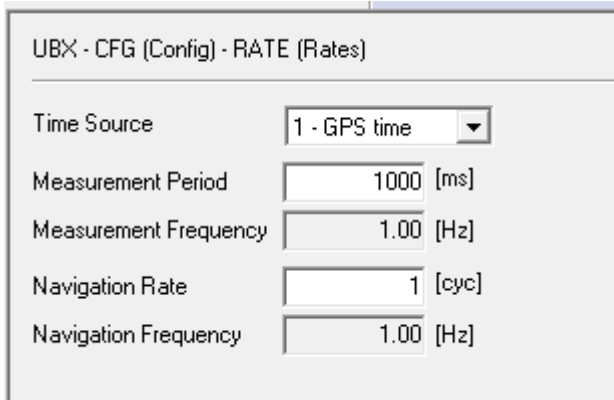 UBX - CFG (Config) - RATE (Rates)
Time Source 1 - GPS time
Measurement Period 1000 [ms]
Measurement Frequency 1.00 [Hz]
Navigation Rate 1 [cyc]
Navigation Frequency 1.00 [Hz]